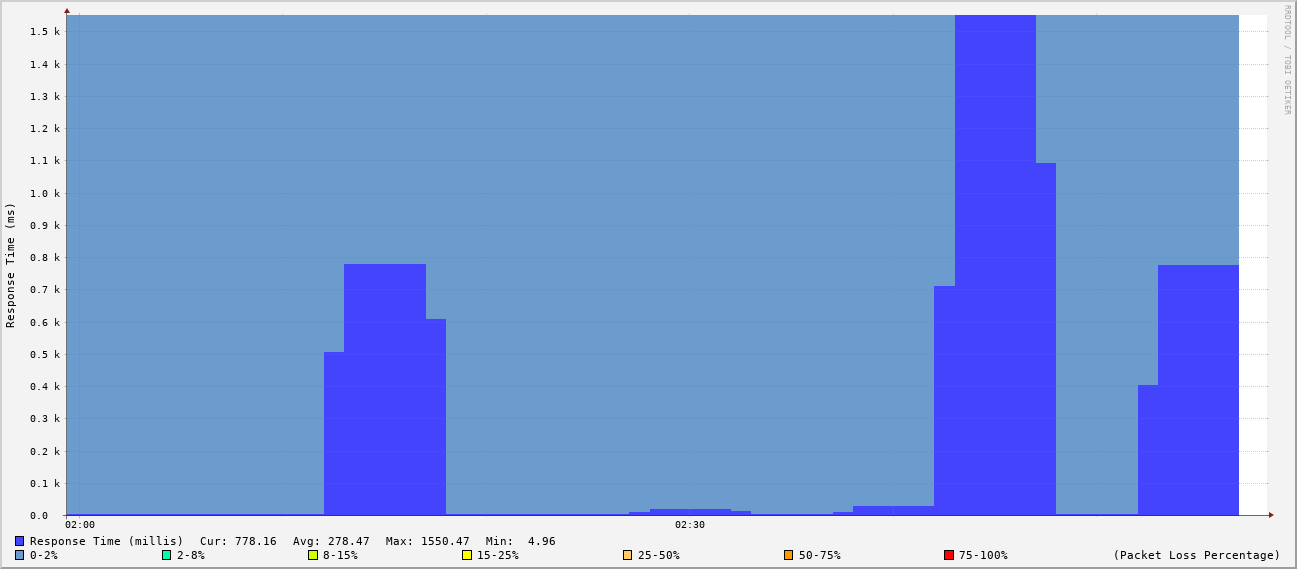 RRDTOOL / TOBI OETIKER
Response Time (ms)
1.5 k
1.4 k
1.3 k
1.2 k
1.1 k
1.0 k
0.9 k
0.8 k
0.7 k
0.6 k
0.5 k
0.4 k
0.3 k
0.2 k
0.1 k
0.0
02:00 02:30
Response Time (millis) Cur: 778.16 Avg: 278.47 Max: 1550.47 Min: 4.96
0-2% 2-8% 8-15% 15-25% 25-50% 50-75% 75-100% (Packet Loss Percentage)